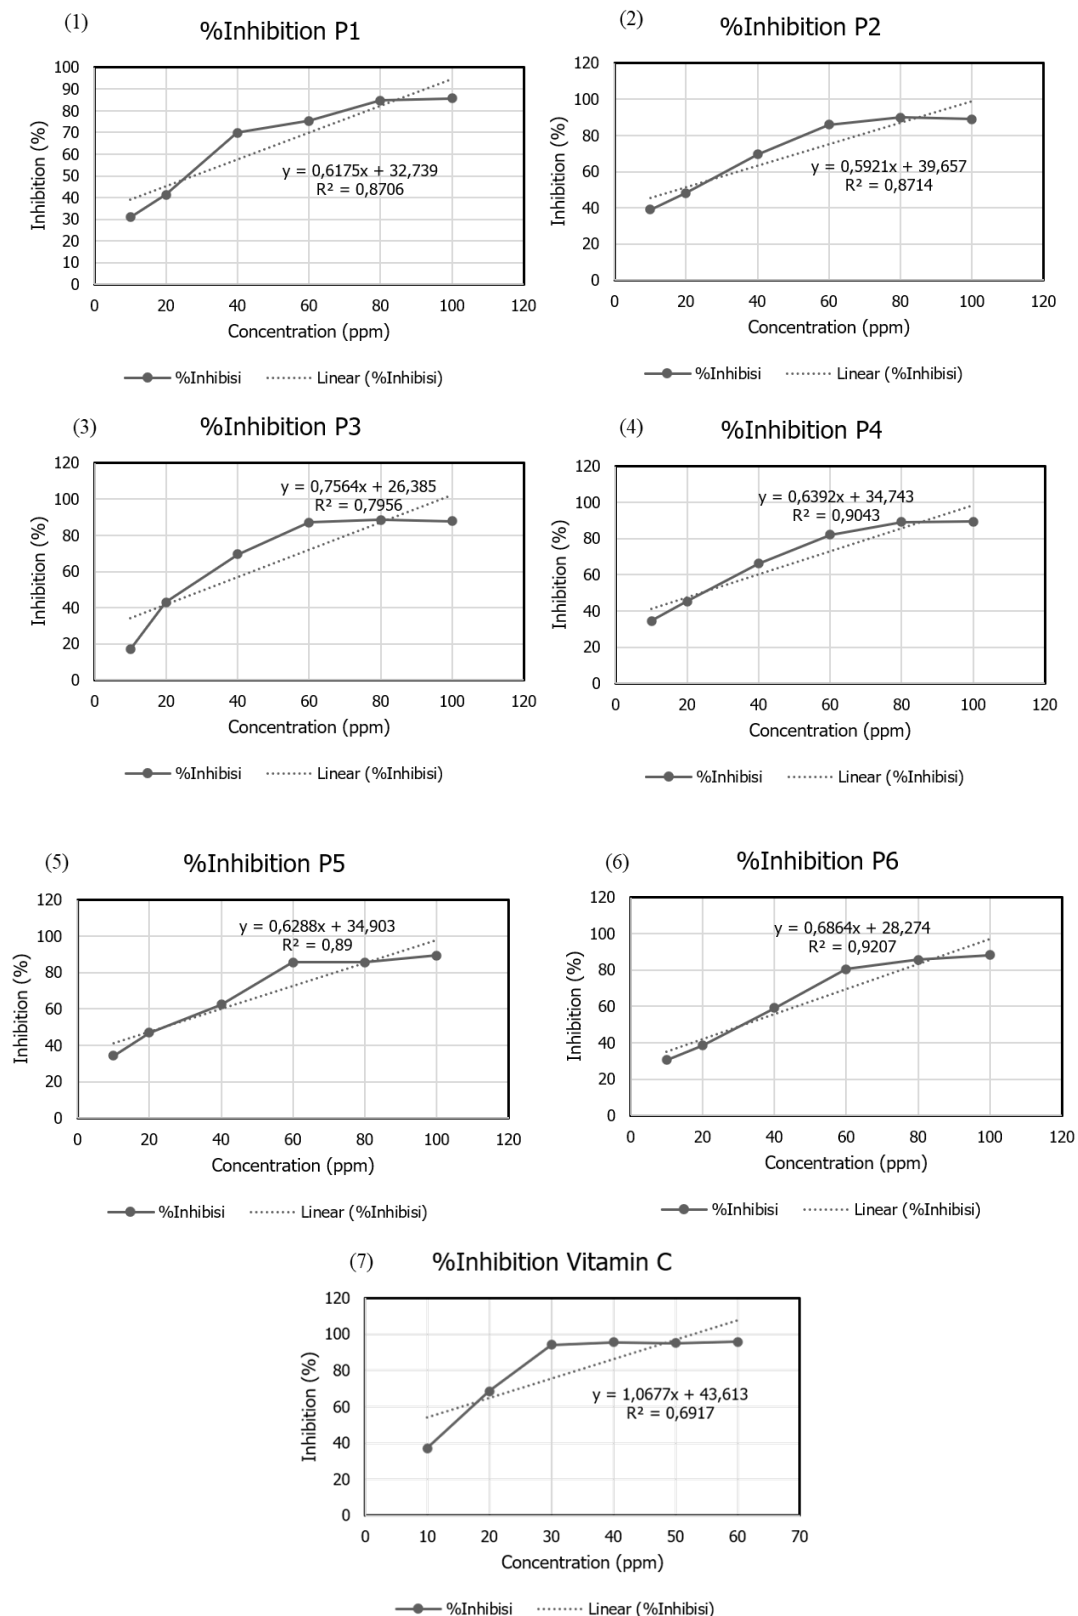 (1)
%Inhibition P1
100
90
80
70
60
50
40
30
20
10
0
Inhibition (%)
y = 0,6175x + 32,739
R² = 0,8706
0 20 40 60 80 100 120
Concentration (ppm)
%Inhibisi Linear (%Inhibisi)
(2)
%Inhibition P2
120
100
80
60
40
20
0
Inhibition (%)
y = 0,5921x + 39,657
R² = 0,8714
0 20 40 60 80 100 120
Concentration (ppm)
%Inhibisi Linear (%Inhibisi)
(3)
%Inhibition P3
120
100
80
60
40
20
0
Inhibition (%)
y = 0,7564x + 26,385
R² = 0,7956
0 20 40 60 80 100 120
Concentration (ppm)
%Inhibisi Linear (%Inhibisi)
(4)
%Inhibition P4
120
100
80
60
40
20
0
Inhibition (%)
y = 0,6392x + 34,743
R² = 0,9043
0 20 40 60 80 100 120
Concentration (ppm)
%Inhibisi Linear (%Inhibisi)
(5)
%Inhibition P5
120
100
80
60
40
20
0
Inhibition (%)
y = 0,6288x + 34,903
R² = 0,89
0 20 40 60 80 100 120
Concentration (ppm)
%Inhibisi Linear (%Inhibisi)
(6)
%Inhibition P6
120
100
80
60
40
20
0
Inhibition (%)
y = 0,6864x + 28,274
R² = 0,9207
0 20 40 60 80 100 120
Concentration (ppm)
%Inhibisi Linear (%Inhibisi)
(7)
%Inhibition Vitamin C
120
100
80
60
40
20
0
Inhibition (%)
y = 1,0677x + 43,613
R² = 0,6917
0 10 20 30 40 50 60 70
Concentration (ppm)
%Inhibisi Linear (%Inhibisi)